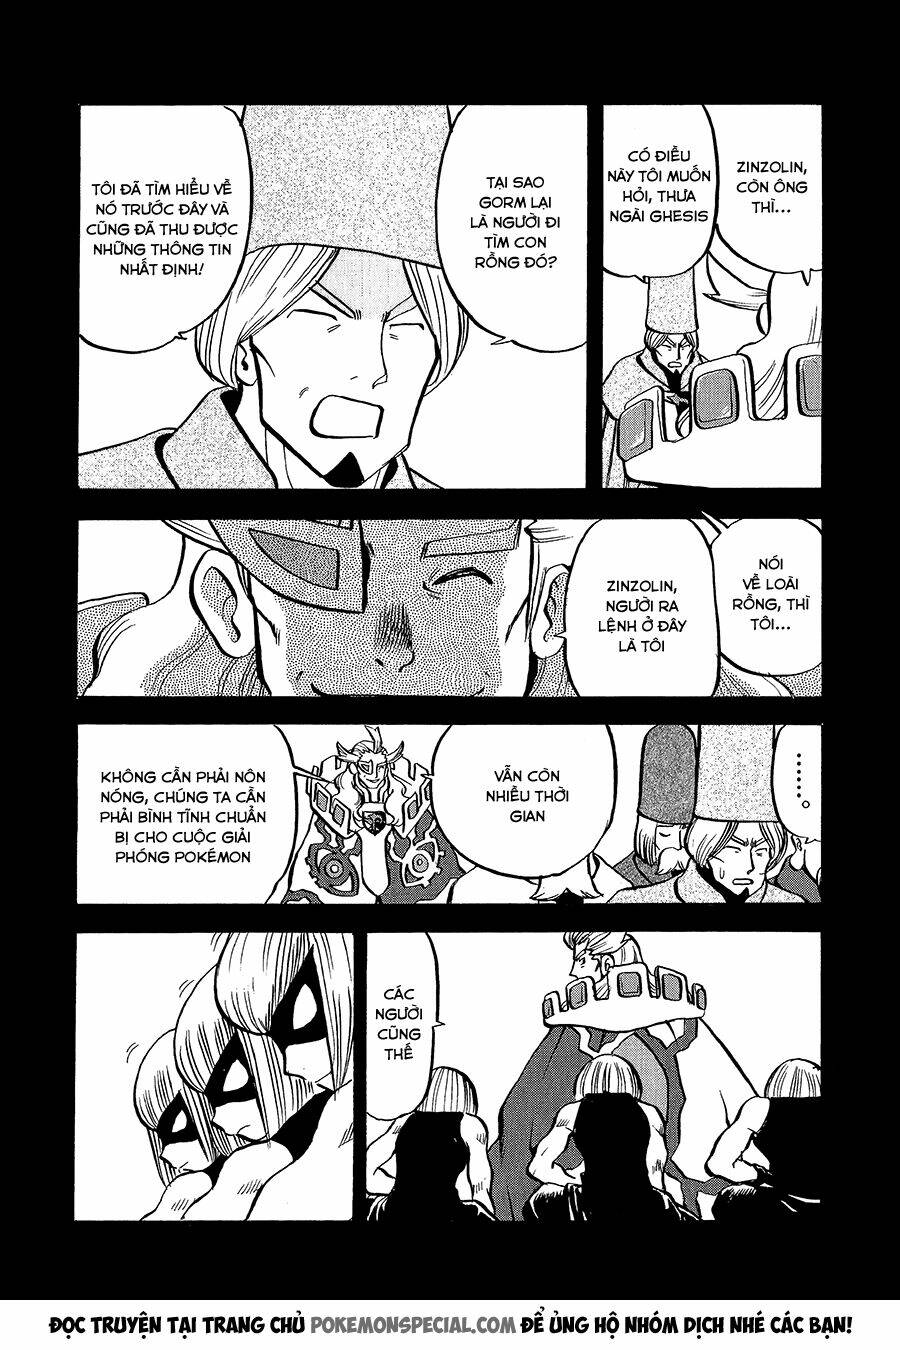 ZINZOLIN,
CÒN ÔNG
THÌ...
CÓ ĐIỀU
NÀY TÔI MUỐN
HỎI, THƯA
NGÀI GHESIS
TẠI SAO
GORM LẠI
LÀ NGƯỜI ĐI
TÌM CON
RỒNG ĐÓ?
TÔI ĐÃ TÌM HIỂU VỀ
NÓ TRƯỚC ĐÂY VÀ
CŨNG ĐÃ THU ĐƯỢC
NHỮNG THÔNG TIN
NHẤT ĐỊNH!
NÓI
VỀ LOÀI
RỒNG, THÌ
TÔI...
ZINZOLIN,
NGƯỜI RA
LỆNH Ở ĐÂY
LÀ TÔI
......
VẪN CÒN
NHIỀU THỜI
GIAN
KHÔNG CẦN PHẢI NÔN
NÓNG, CHÚNG TA CẦN
PHẢI BÌNH TĨNH CHUẨN
BỊ CHO CUỘC GIẢI
PHÓNG POKÉMON
CÁC
NGƯỜI
CŨNG
THẾ
ĐỌC TRUYỆN TẠI TRANG CHỦ POKEMONSPECIAL.COM ĐỂ ỦNG HỘ NHÓM DỊCH NHÉ CÁC BẠN!